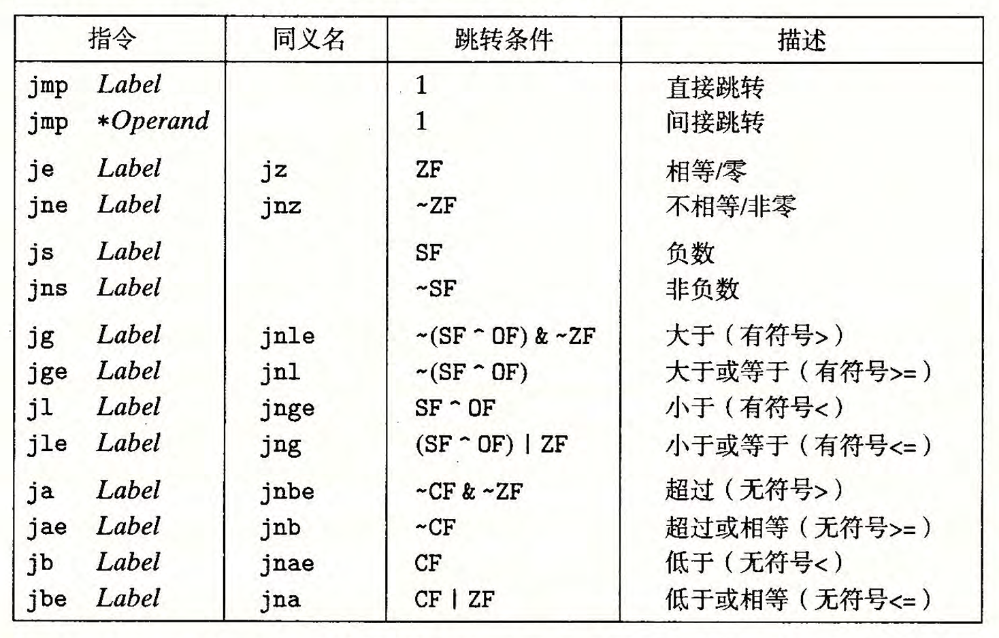 指令 同义名 跳转条件 描述
jmp Label 1 直接跳转
jmp *Operand 1 间接跳转
je Label jz ZF 相等/零
jne Label jnz ~ZF 不相等/非零
js Label SF 负数
jns Label ~SF 非负数
jg Label jnle ~(SF ^ OF) & ~ZF 大于（有符号>）
jge Label jnl ~(SF ^ OF) 大于或等于（有符号>=）
jl Label jnge SF ^ OF 小于（有符号<）
jle Label jng (SF ^ OF) | ZF 小于或等于（有符号<=）
ja Label jnbe ~CF & ~ZF 超过（无符号>）
jae Label jnb ~CF 超过或相等（无符号>=）
jb Label jnae CF 低于（无符号<）
jbe Label jna CF | ZF 低于或相等（无符号<=）